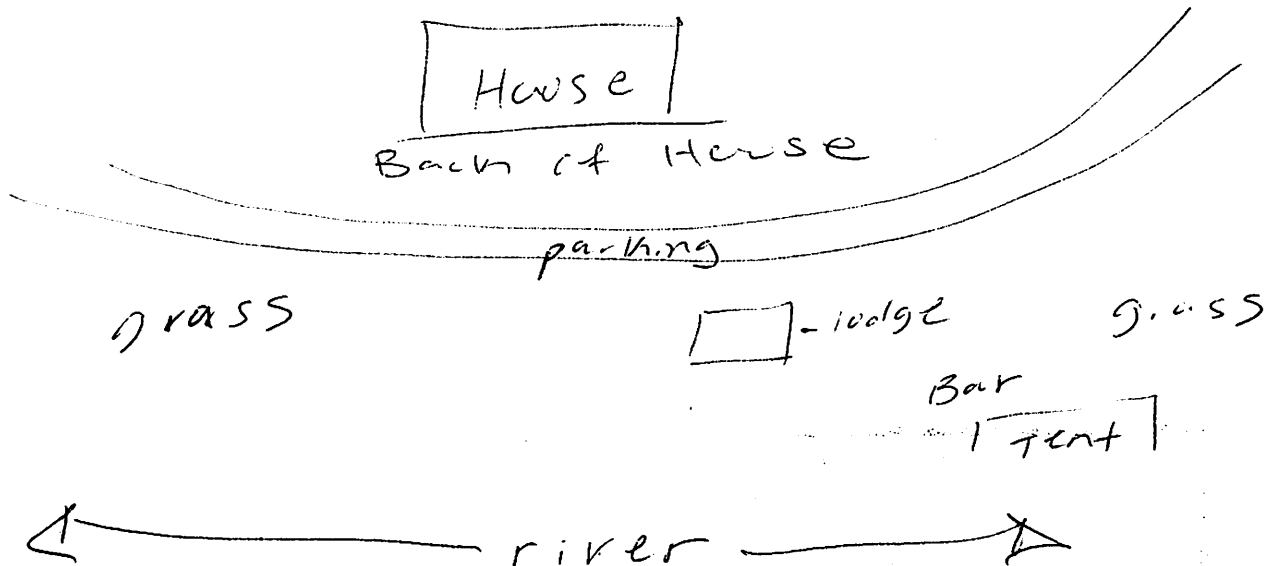 House
Back of House
parking
grass
lodge
grass
Bar
Tent
river